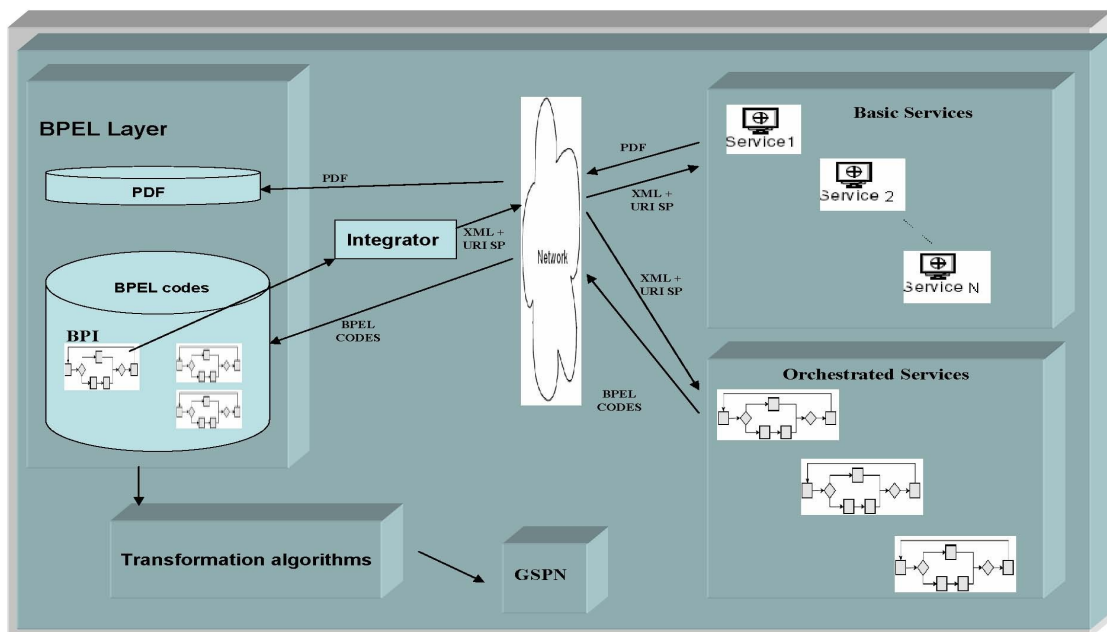 BPEL Layer
PDF
PDF
Integrator
XML +
URI SP
BPEL codes
BPI
BPEL
CODES
Network
PDF
XML +
URI SP
XML +
URI SP
BPEL
CODES
Basic Services
Service1
Service 2
Service N
Orchestrated Services
Transformation algorithms
GSPN